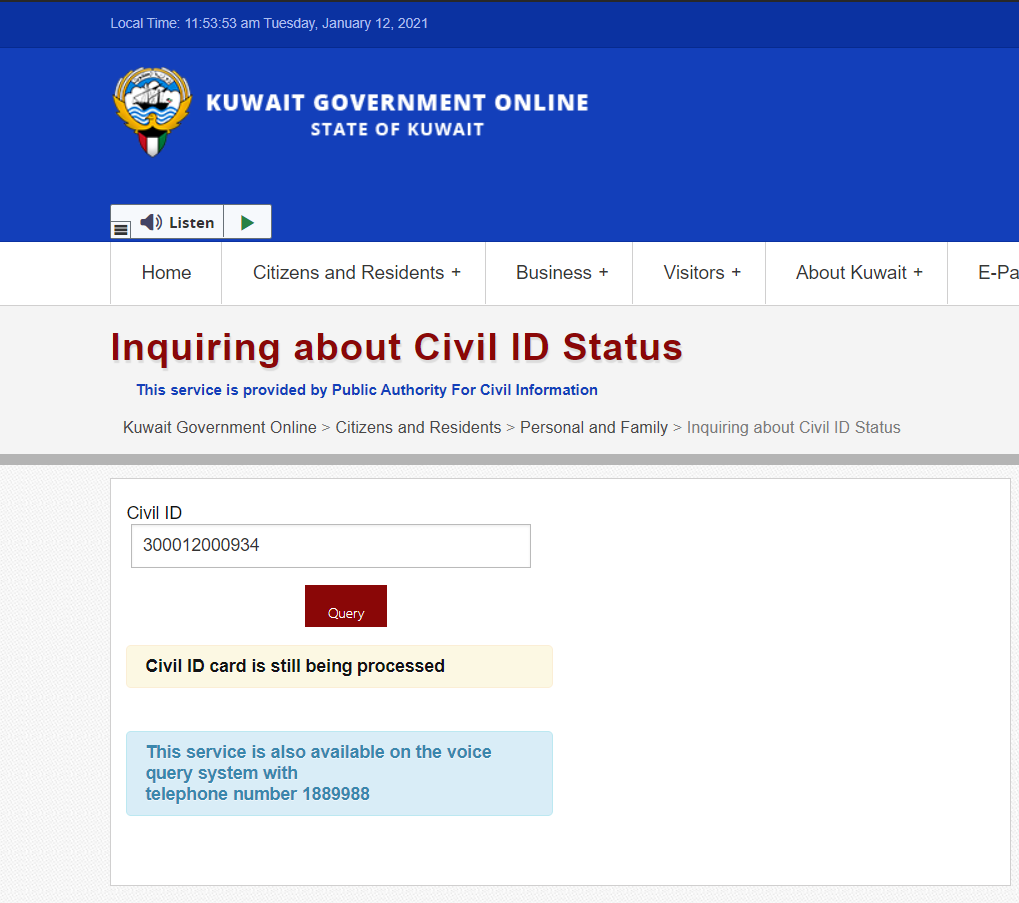 Local Time: 11:53:53 am Tuesday, January 12, 2021
KUWAIT GOVERNMENT ONLINE
STATE OF KUWAIT
Listen
Home
Citizens and Residents +
Business +
Visitors +
About Kuwait +
E-Pa
Inquiring about Civil ID Status
This service is provided by Public Authority For Civil Information
Kuwait Government Online > Citizens and Residents > Personal and Family > Inquiring about Civil ID Status
Civil ID
300012000934
Query
Civil ID card is still being processed
This service is also available on the voice
query system with
telephone number 1889988